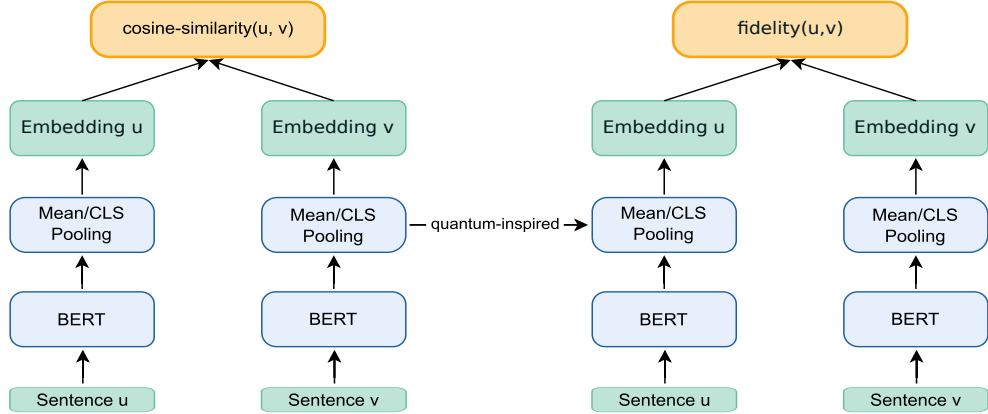 cosine-similarity(u, v)
fidelity(u,v)
Embedding u
Embedding v
Embedding u
Embedding v
Mean/CLS
Pooling
Mean/CLS
Pooling
quantum-inspired
Mean/CLS
Pooling
Mean/CLS
Pooling
BERT
BERT
BERT
BERT
Sentence u
Sentence v
Sentence u
Sentence v